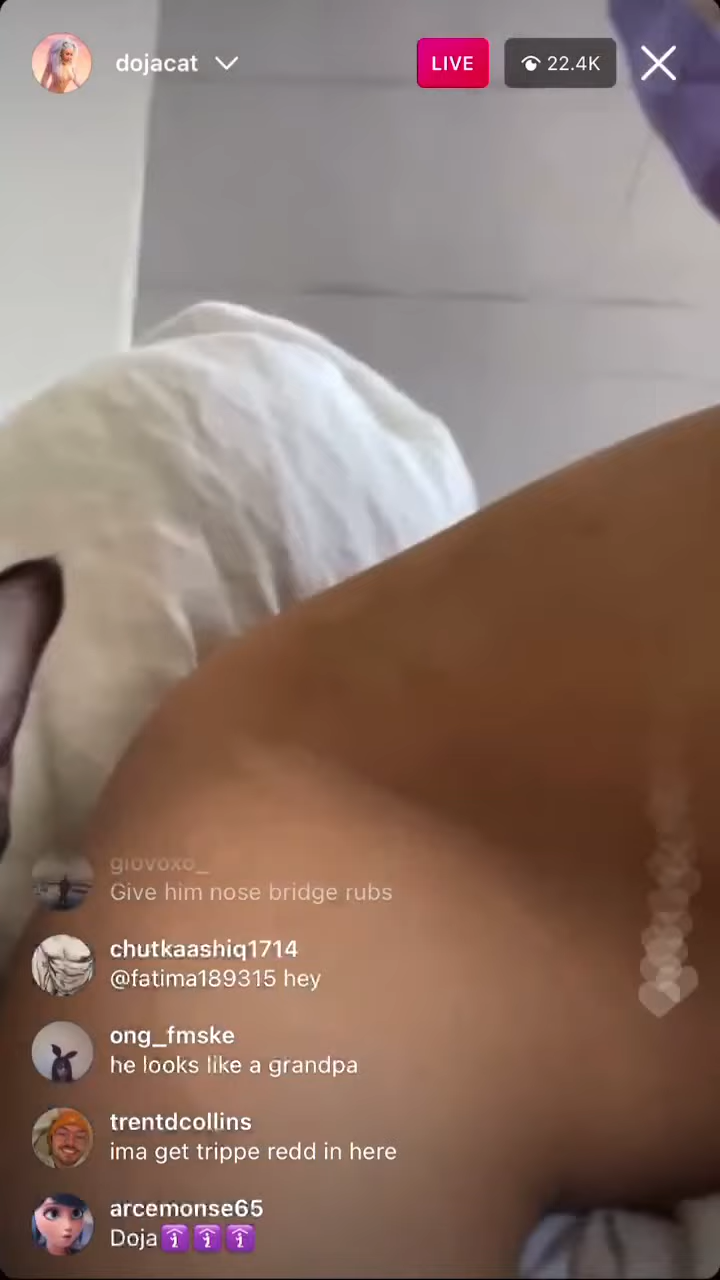 dojacat
LIVE
22.4K
giovoxo_
Give him nose bridge rubs
chutkaashiq1714
@fatima189315 hey
ong_fmske
he looks like a grandpa
trentdcollins
ima get trippe redd in here
arcemonse65
Doja🛐🛐🛐